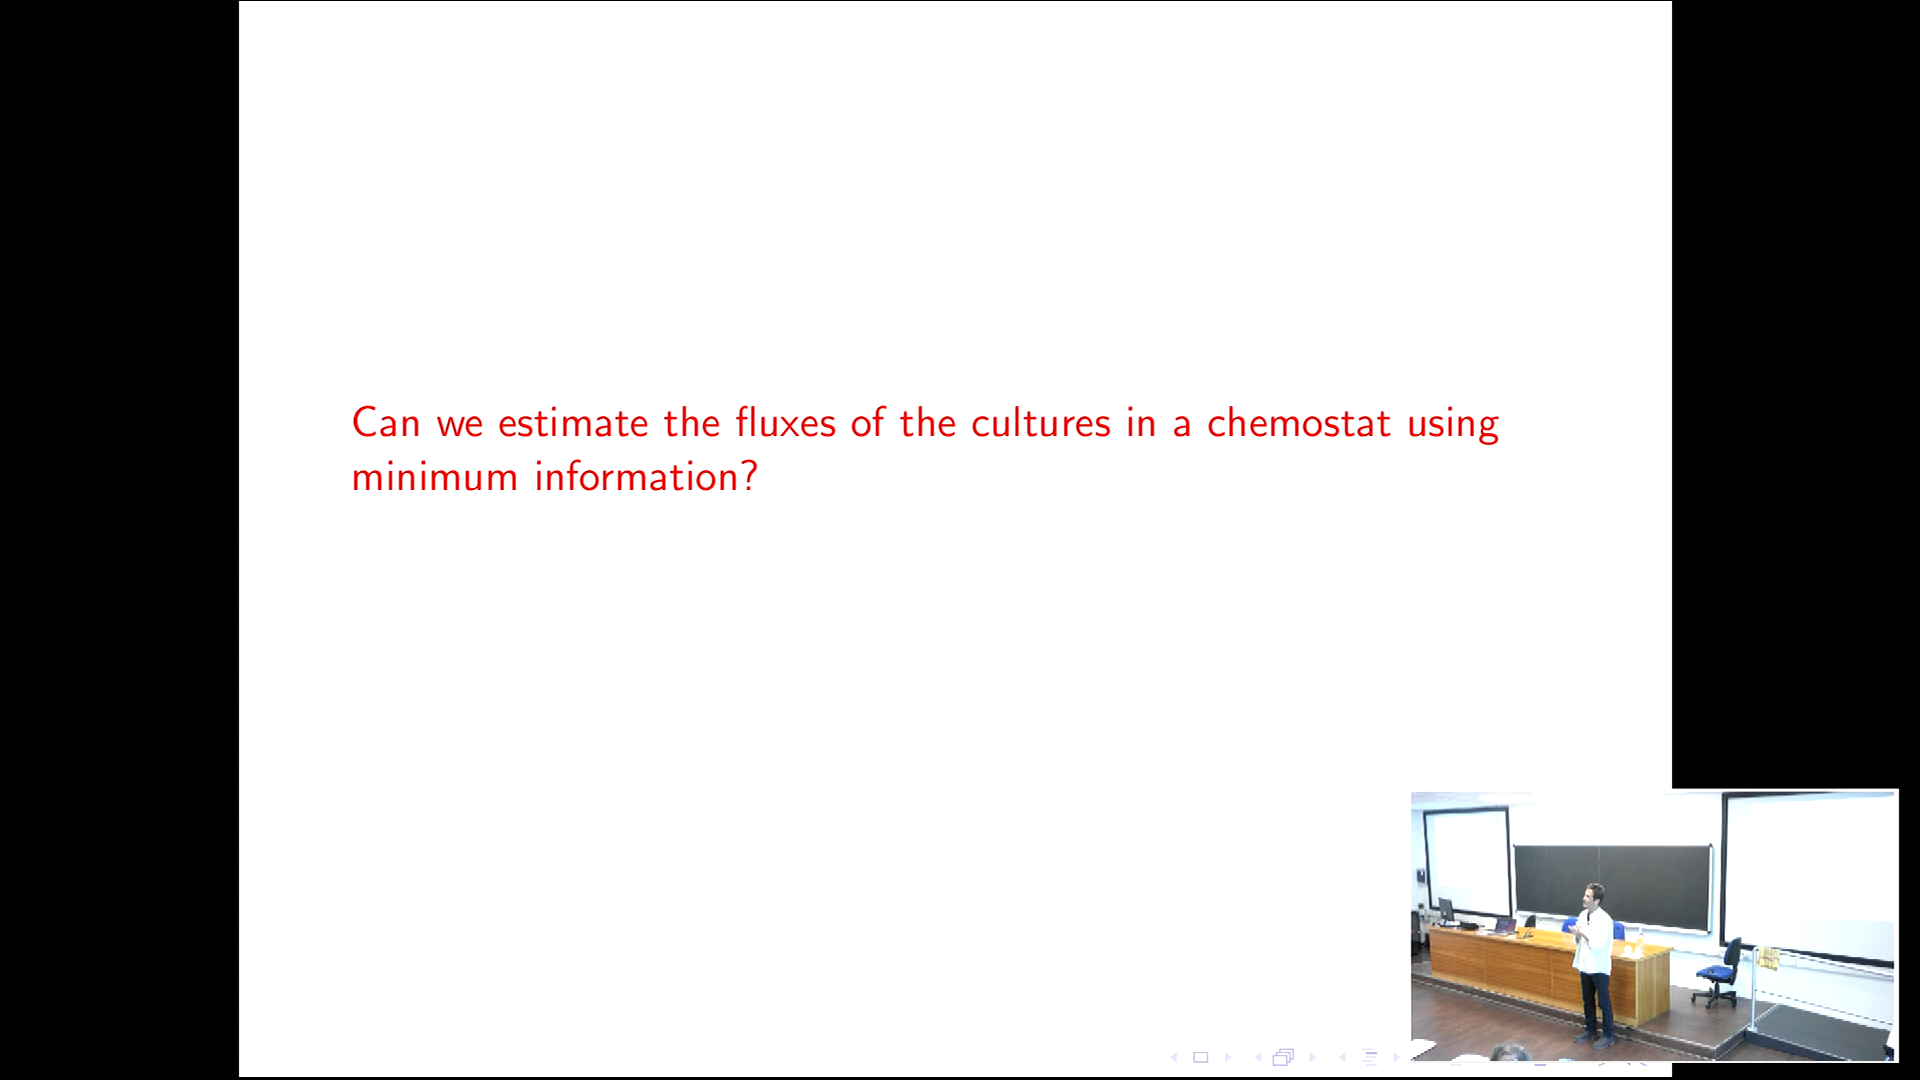 Can we estimate the fluxes of the cultures in a chemostat using
minimum information?